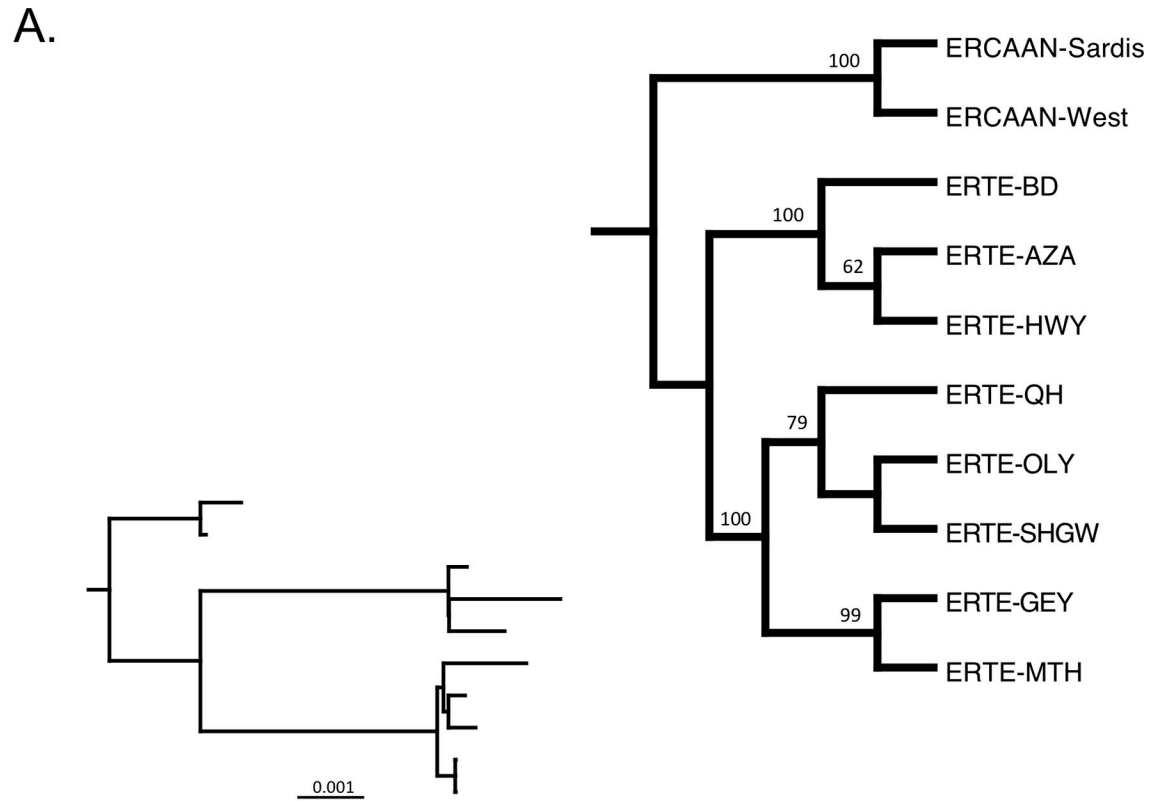 A.
100
ERCAAN-Sardis
ERCAAN-West
100
ERTE-BD
62
ERTE-AZA
ERTE-HWY
79
ERTE-QH
ERTE-OLY
100
ERTE-SHGW
99
ERTE-GEY
ERTE-MTH
0.001